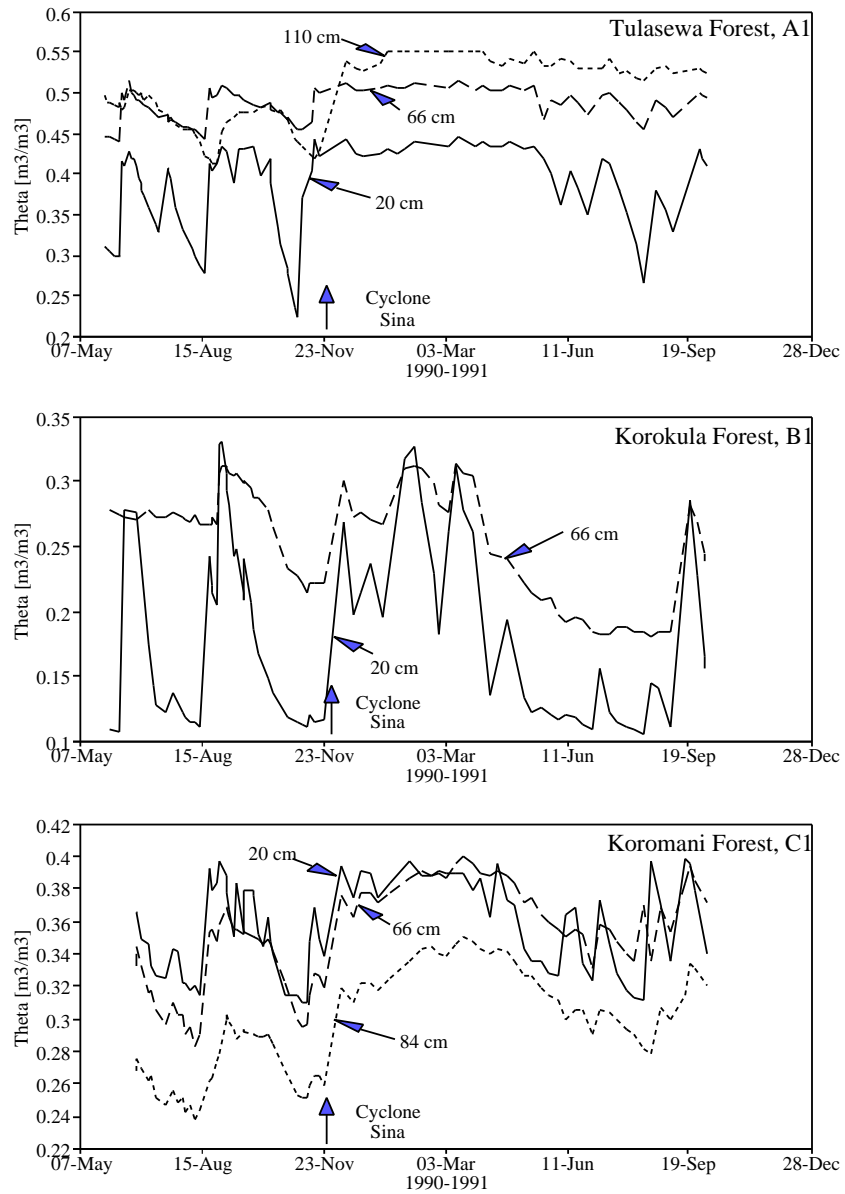 Tulasewa Forest, A1
0.6
0.55
0.5
0.45
0.4
0.35
0.3
0.25
0.2
Theta [m3/m3]
110 cm
66 cm
20 cm
Cyclone
Sina
07-May 15-Aug 23-Nov 03-Mar 11-Jun 19-Sep 28-Dec
1990-1991
Korokula Forest, B1
0.35
0.3
0.25
0.2
0.15
0.1
Theta [m3/m3]
66 cm
20 cm
Cyclone
Sina
07-May 15-Aug 23-Nov 03-Mar 11-Jun 19-Sep 28-Dec
1990-1991
Koromani Forest, C1
0.42
0.4
0.38
0.36
0.34
0.32
0.3
0.28
0.26
0.24
0.22
Theta [m3/m3]
20 cm
66 cm
84 cm
Cyclone
Sina
07-May 15-Aug 23-Nov 03-Mar 11-Jun 19-Sep 28-Dec
1990-1991